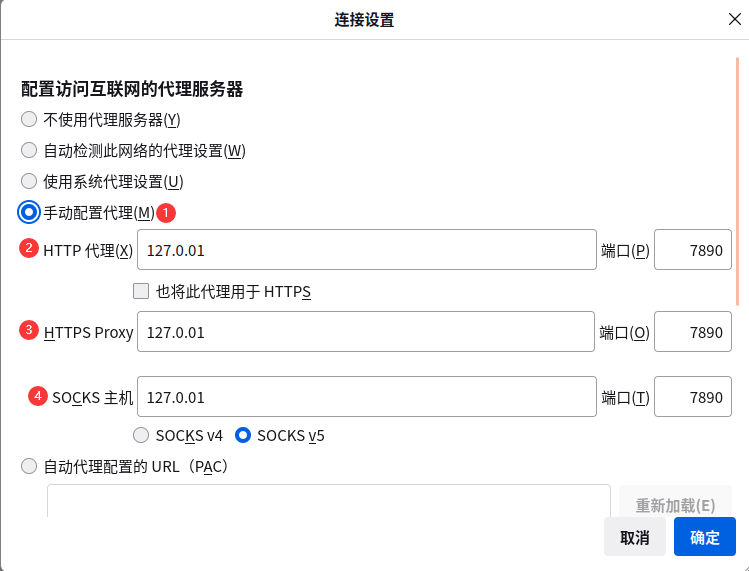 连接设置
配置访问互联网的代理服务器
不使用代理服务器(Y)
自动检测此网络的代理设置(W)
使用系统代理设置(U)
手动配置代理(M) 1
2 HTTP 代理(X) 127.0.01 端口(P) 7890
也将此代理用于 HTTPS
3 HTTPS Proxy 127.0.01 端口(O) 7890
4 SOCKS 主机 127.0.01 端口(T) 7890
SOCKS v4 SOCKS v5
自动代理配置的 URL（PAC）
重新加载(E)
取消 确定